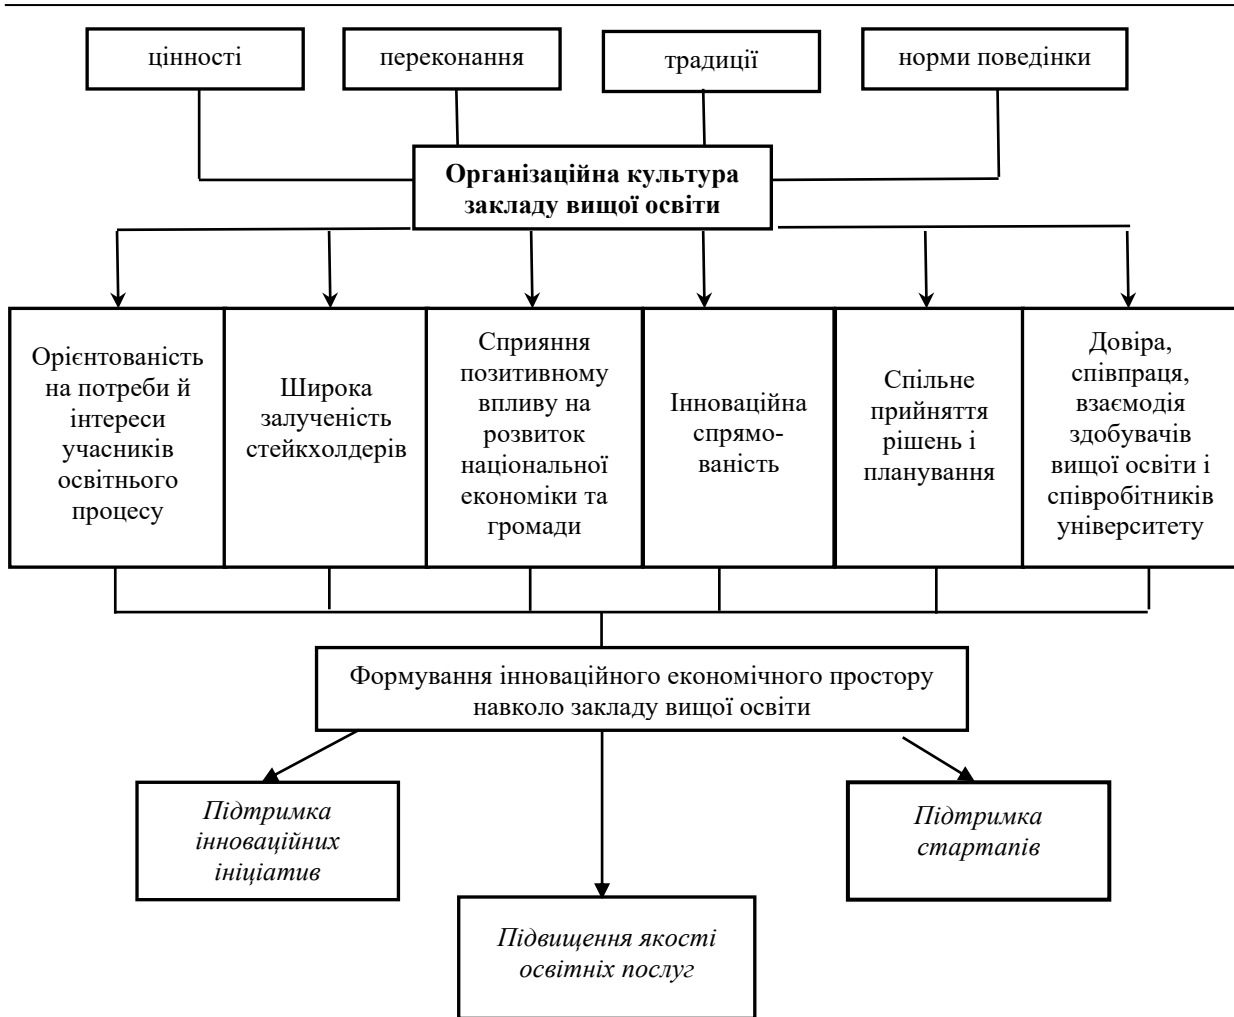 цінності
переконання
традиції
норми поведінки
Організаційна культура
закладу вищої освіти
Орієнтованість
на потреби й
інтереси
учасників
освітнього
процесу
Широка
залученість
стейкхолдерів
Сприяння
позитивному
впливу на
розвиток
національної
економіки та
громади
Інноваційна
спрямо-
ваність
Спільне
прийняття
рішень і
планування
Довіра,
співпраця,
взаємодія
здобувачів
вищої освіти і
співробітників
університету
Формування інноваційного економічного простору
навколо закладу вищої освіти
Підтримка
інноваційних
ініціатив
Підтримка
стартапів
Підвищення якості
освітніх послуг